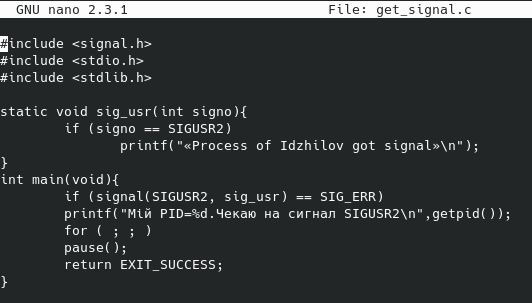 GNU nano 2.3.1 File: get_signal.c
#include <signal.h>
#include <stdio.h>
#include <stdlib.h>
static void sig_usr(int signo){
if (signo == SIGUSR2)
printf("«Process of Idzhilov got signal»\n");
}
int main(void){
if (signal(SIGUSR2, sig_usr) == SIG_ERR)
printf("Мій PID=%d.Чекаю на сигнал SIGUSR2\n",getpid());
for ( ; ; )
pause();
return EXIT_SUCCESS;
}